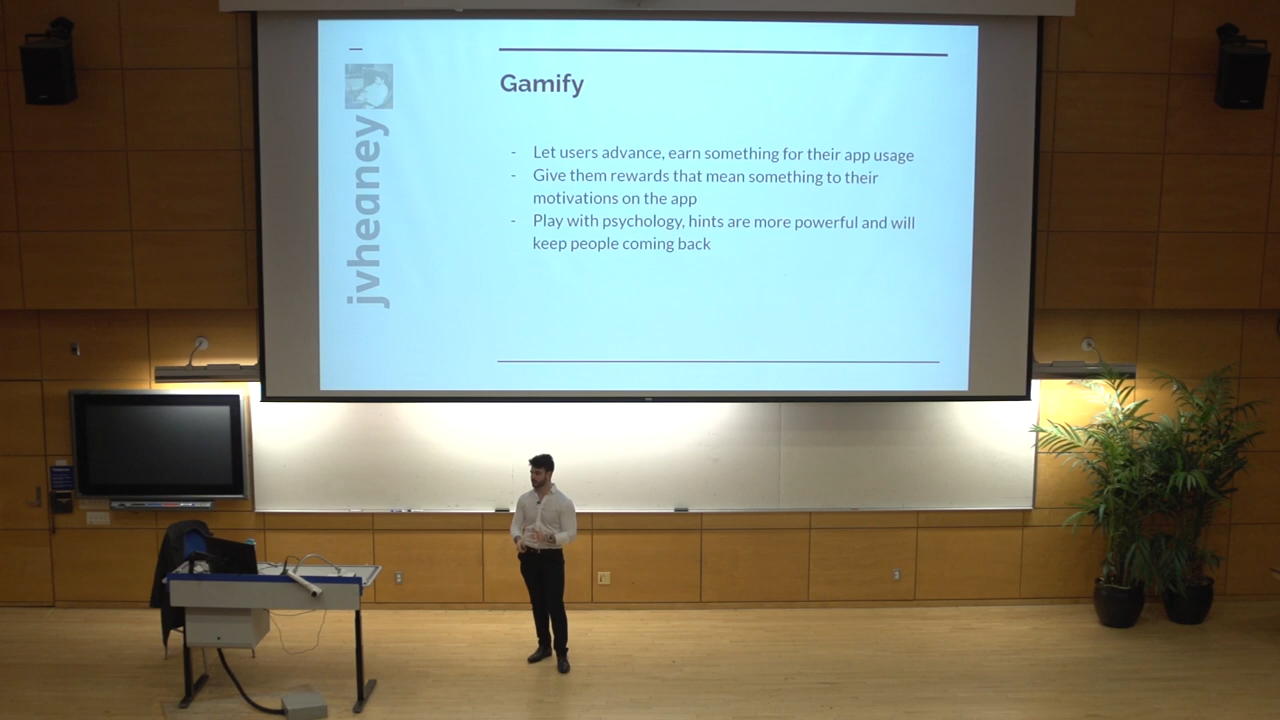 jvheaney
Gamify
- Let users advance, earn something for their app usage
- Give them rewards that mean something to their
motivations on the app
- Play with psychology, hints are more powerful and will
keep people coming back